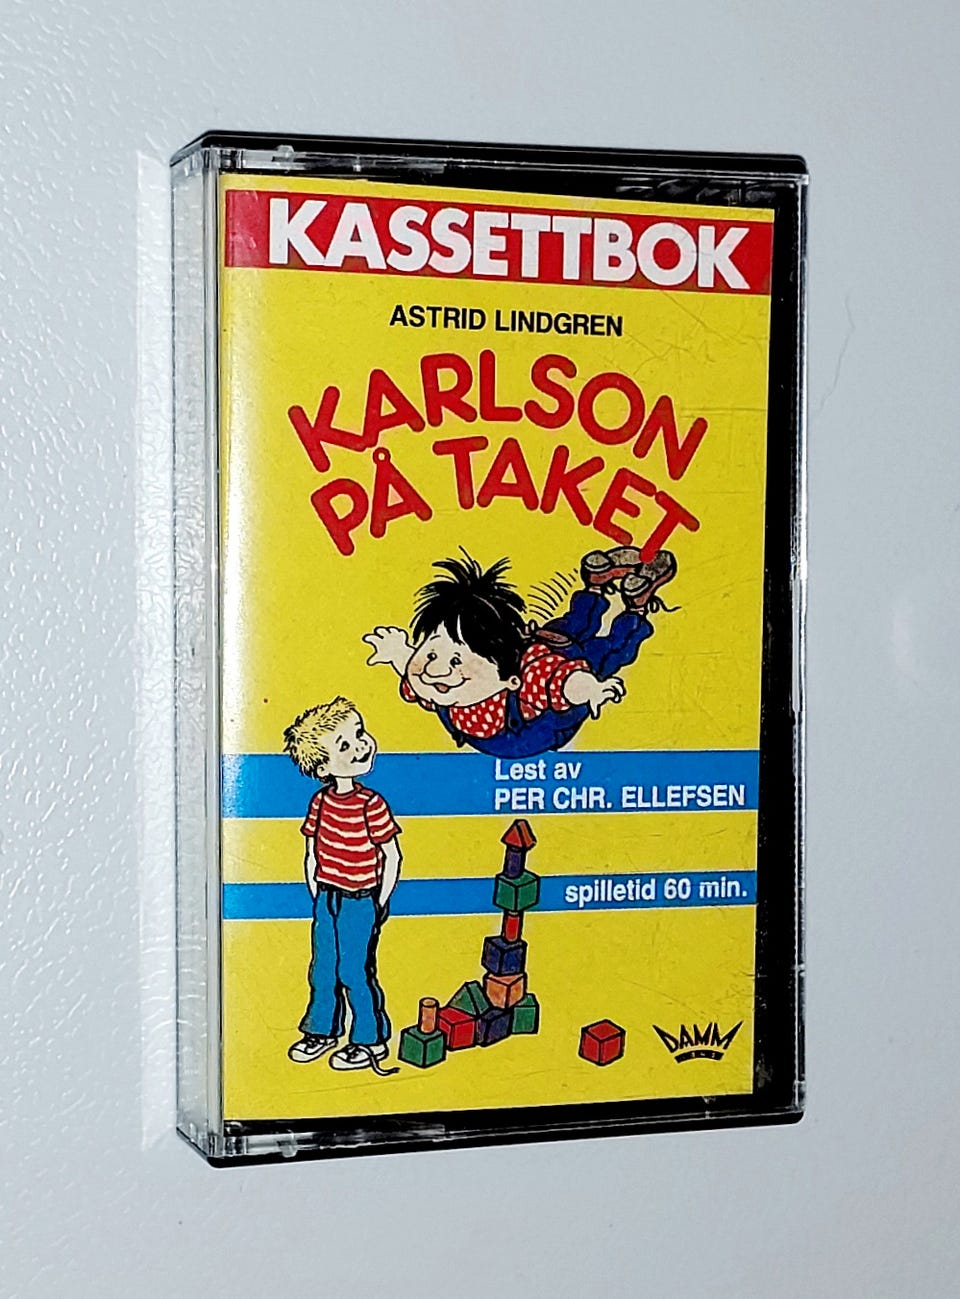 KASSETTBOK
ASTRID LINDGREN
KARLSON
PÅ TAKET
Lest av
PER CHR. ELLEFSEN
spilletid 60 min.
DAMM